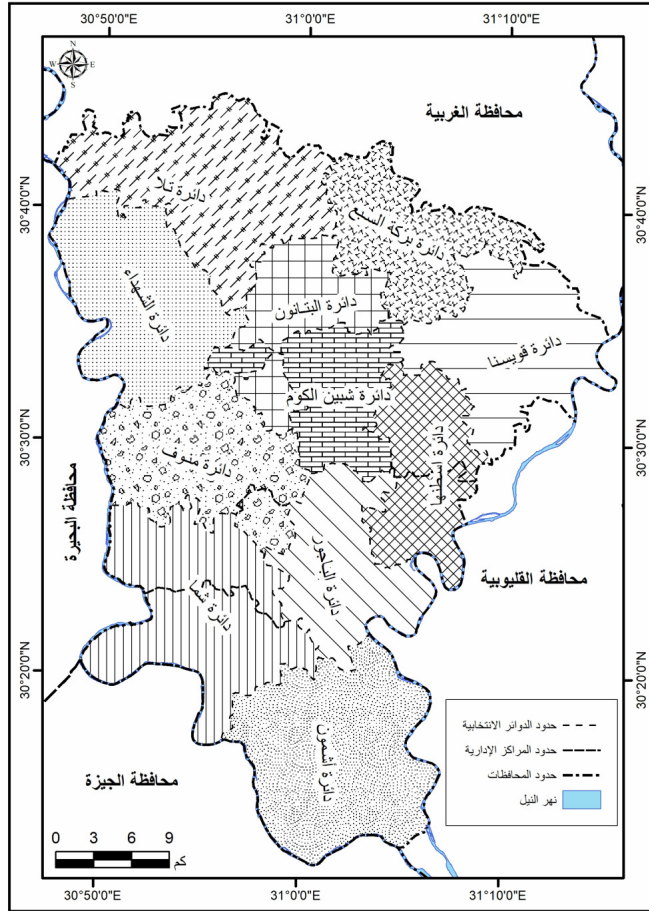 30°50'0"E
31°0'0"E
31°10'0"E
N
W E
S
محافظة الغربية
30°40'0"N
30°40'0"N
دائرة تلا
دائرة بركة السبع
دائرة الشهداء
دائرة البتانون
دائرة قويسنا
دائرة شبين الكوم
30°30'0"N
30°30'0"N
دائرة منوف
دائرة اسطنها
محافظة البحيرة
دائرة الباجور
محافظة القليوبية
دائرة شما
30°20'0"N
30°20'0"N
دائرة أشمون
حدود الدوائر الانتخابية
حدود المراكز الإدارية
حدود المحافظات
نهر النيل
محافظة الجيزة
0 3 6 9
كم
30°50'0"E
31°0'0"E
31°10'0"E